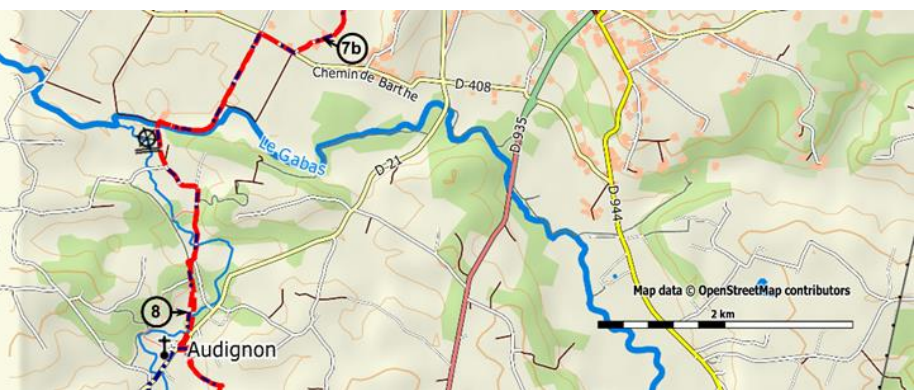 7b
Chemin de Barthe
D 408
Le Gabas
D-21
D-935
D-944
Map data © OpenStreetMap contributors
2 km
8
Audignon